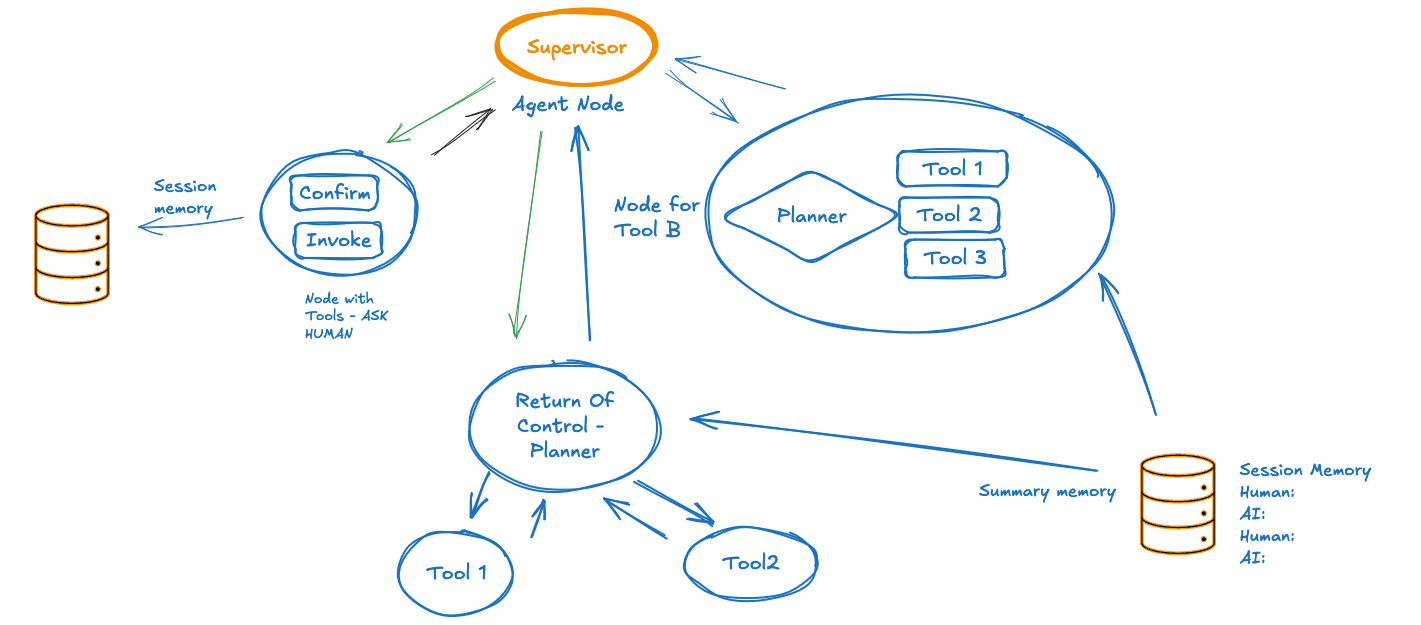 Supervisor
Agent Node
Session
memory
Confirm
Invoke
Node with
Tools - ASK
HUMAN
Node for
Tool B
Planner
Tool 1
Tool 2
Tool 3
Return Of
Control -
Planner
Tool 1
Tool2
Summary memory
Session Memory
Human:
AI:
Human:
AI: